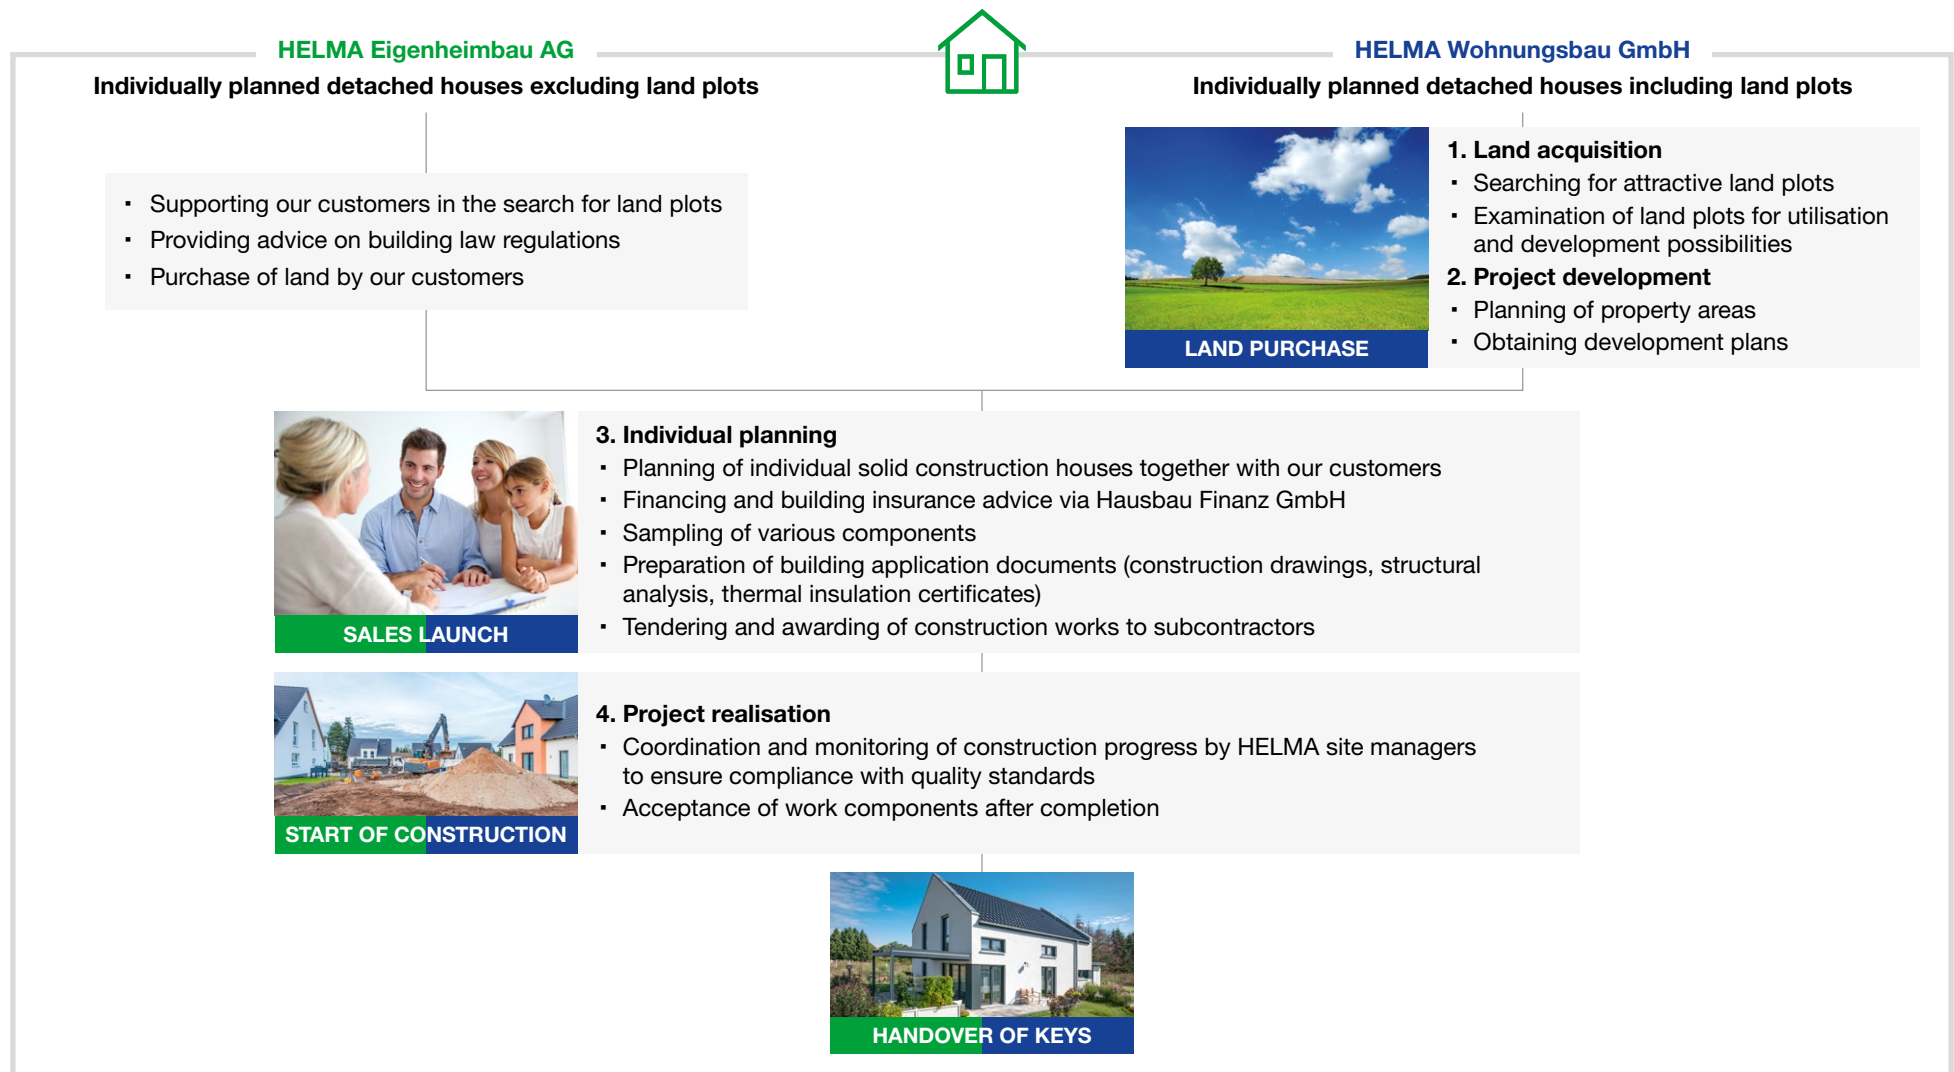 HELMA Eigenheimbau AG
Individually planned detached houses excluding land plots
▪ Supporting our customers in the search for land plots
▪ Providing advice on building law regulations
▪ Purchase of land by our customers
HELMA Wohnungsbau GmbH
Individually planned detached houses including land plots
LAND PURCHASE
1. Land acquisition
▪ Searching for attractive land plots
▪ Examination of land plots for utilisation
and development possibilities
2. Project development
▪ Planning of property areas
▪ Obtaining development plans
SALES LAUNCH
3. Individual planning
▪ Planning of individual solid construction houses together with our customers
▪ Financing and building insurance advice via Hausbau Finanz GmbH
▪ Sampling of various components
▪ Preparation of building application documents (construction drawings, structural
analysis, thermal insulation certificates)
▪ Tendering and awarding of construction works to subcontractors
START OF CONSTRUCTION
4. Project realisation
▪ Coordination and monitoring of construction progress by HELMA site managers
to ensure compliance with quality standards
▪ Acceptance of work components after completion
HANDOVER OF KEYS